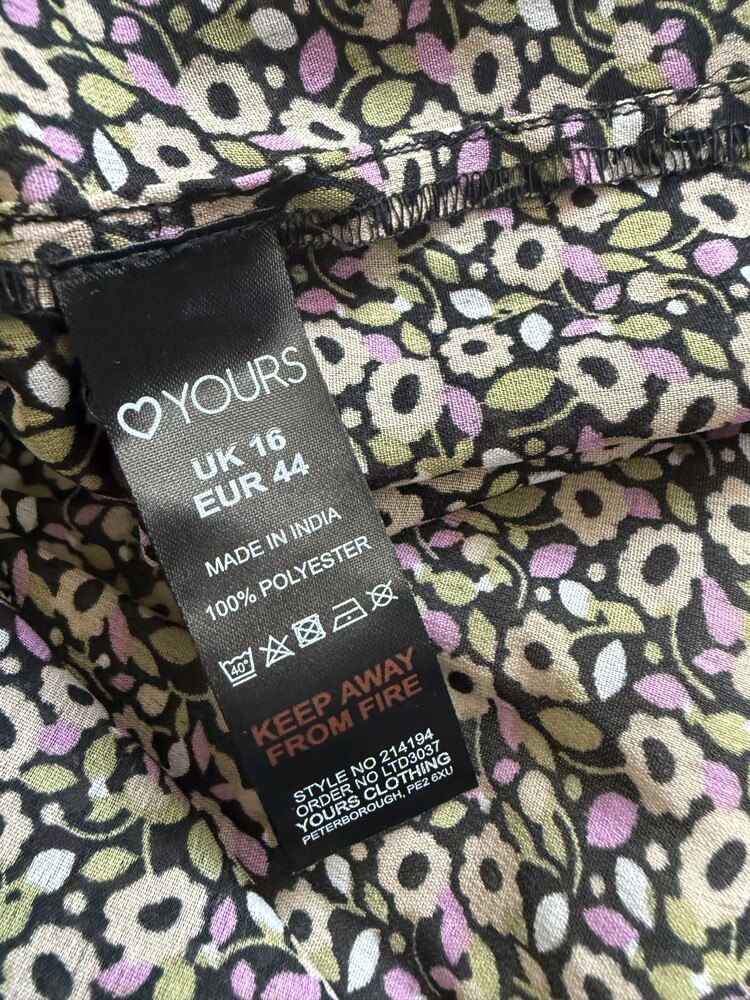 YOURS
UK 16
EUR 44
MADE IN INDIA
100% POLYESTER
40°
KEEP AWAY
FROM FIRE
STYLE NO 214194
ORDER NO LTD3037
YOURS CLOTHING
PETERBOROUGH, PE2 6XU